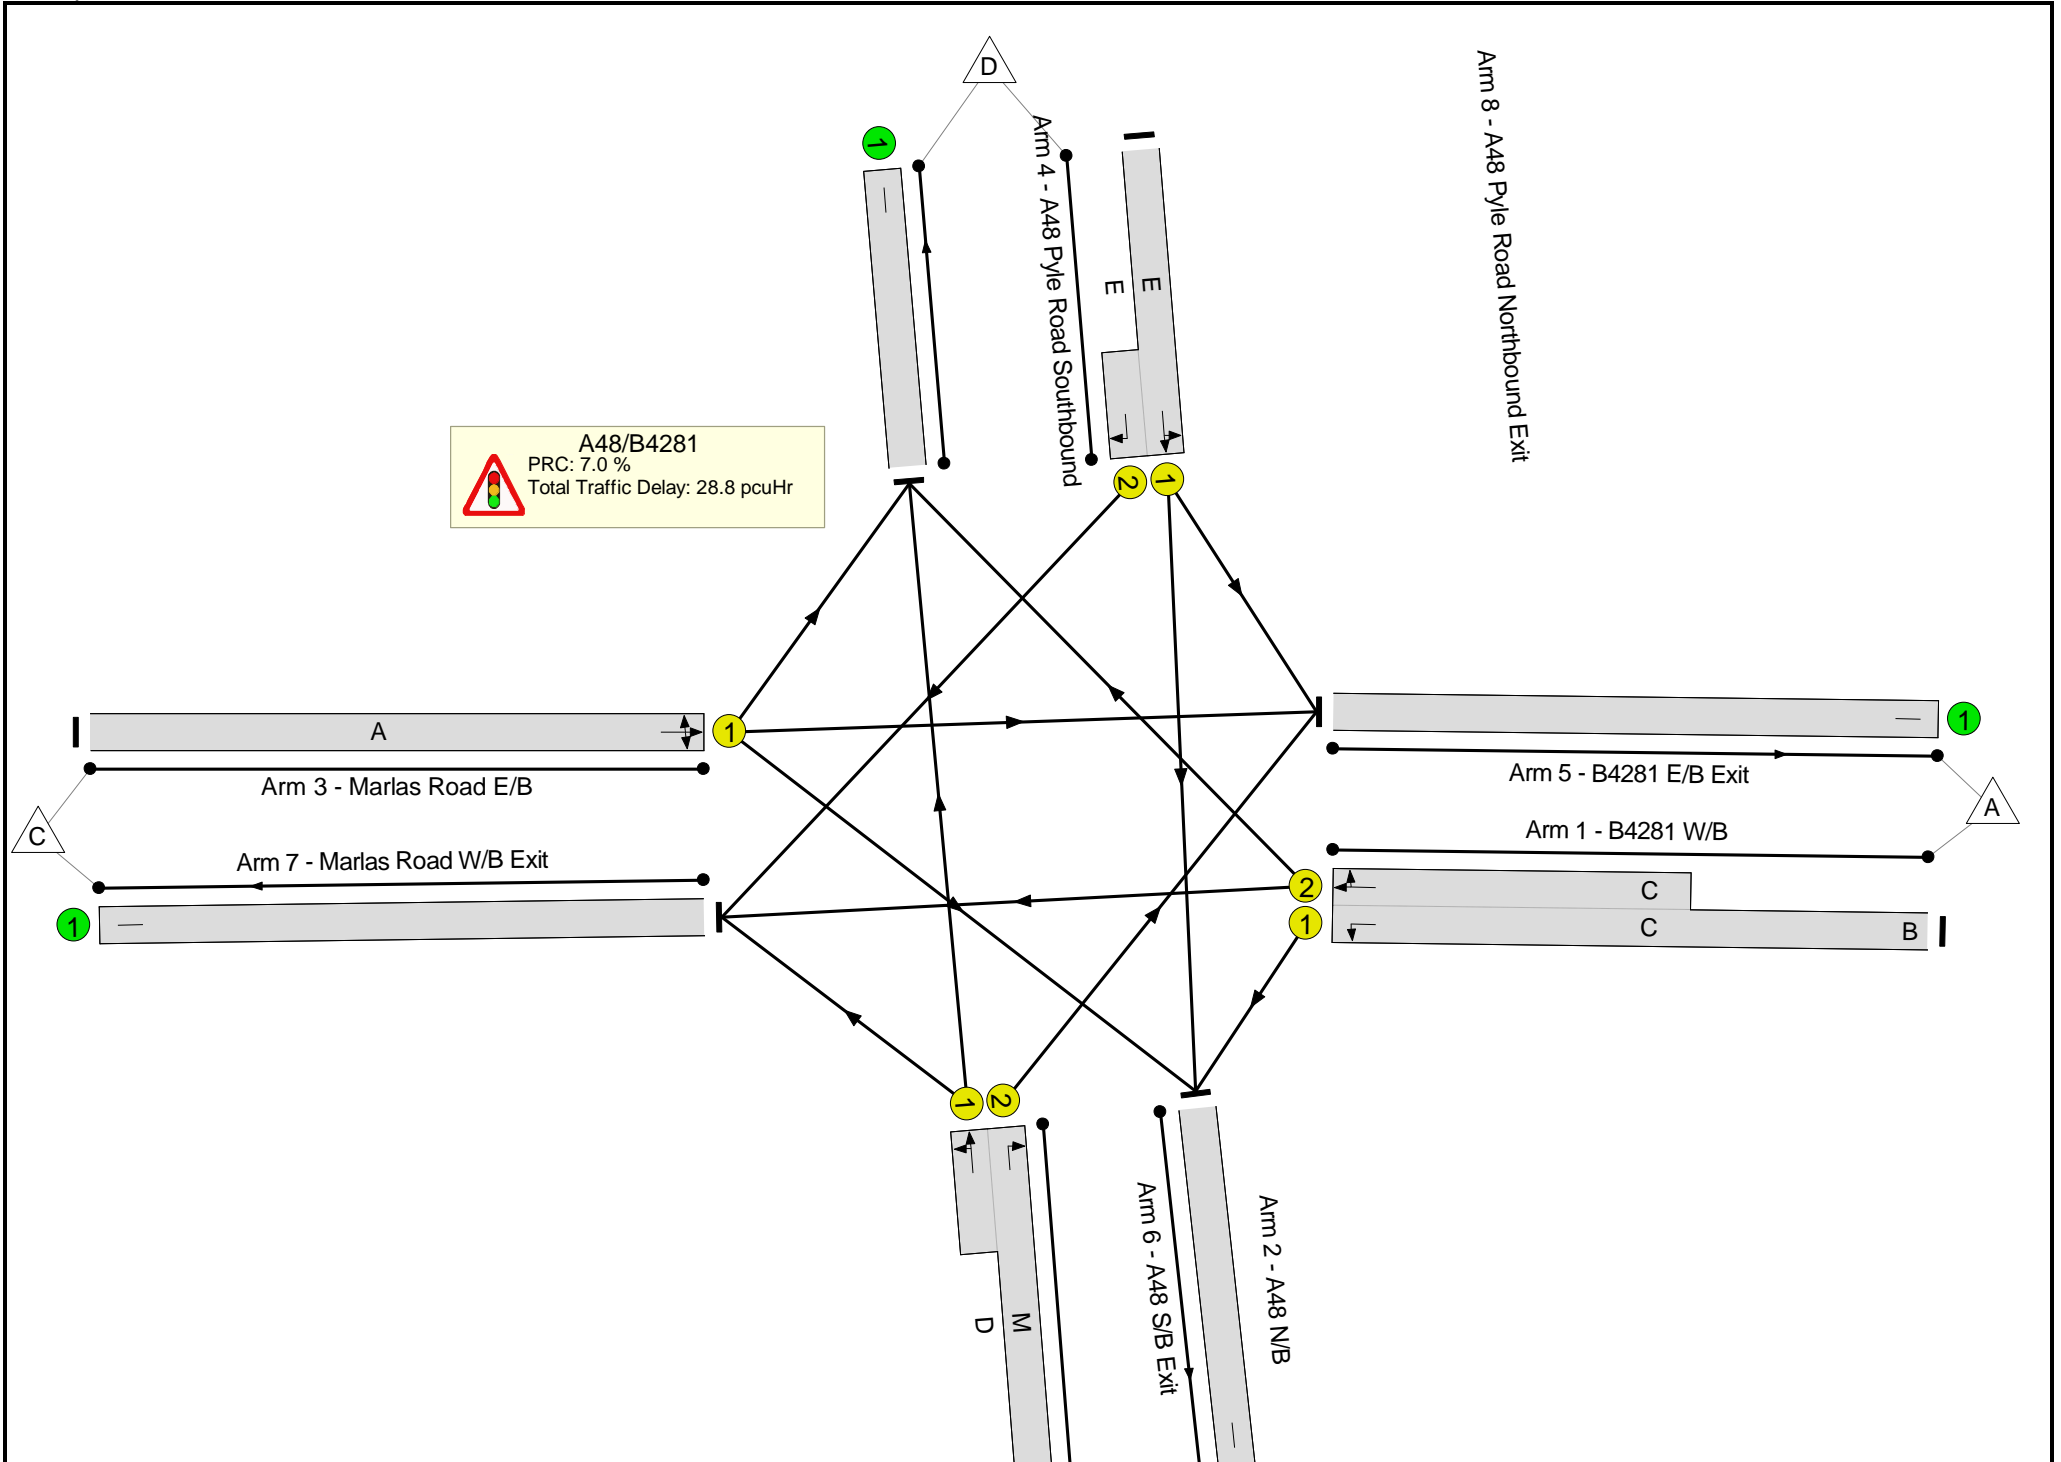 D
1
Arm 4 - A48 Pyle Road Southbound
Arm 8 - A48 Pyle Road Northbound Exit
E
E
A48/B4281
PRC: 7.0 %
Total Traffic Delay: 28.8 pcuHr
2
1
A
1
1
Arm 3 - Marlas Road E/B
Arm 5 - B4281 E/B Exit
C
A
Arm 1 - B4281 W/B
Arm 7 - Marlas Road W/B Exit
2
C
1
1
C
B
1
2
Arm 6 - A48 S/B Exit
Arm 2 - A48 N/B
D
M